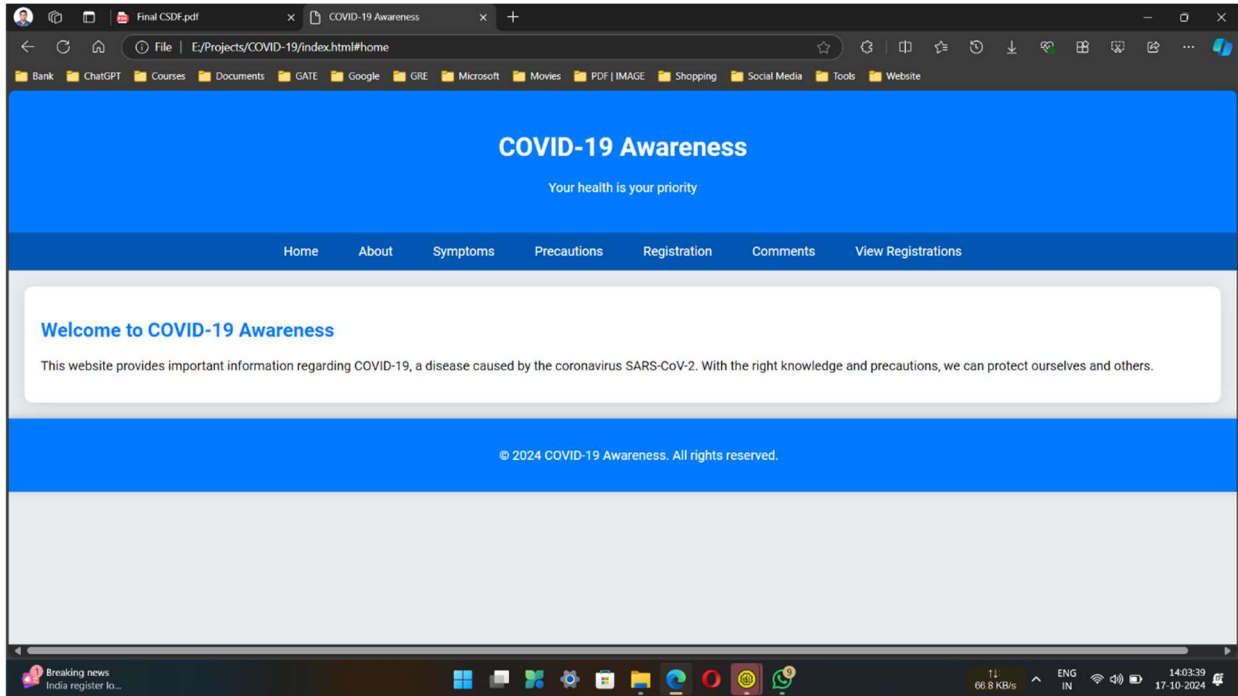 Final CSDF.pdf
COVID-19 Awareness
File | E:/Projects/COVID-19/index.html#home
Bank ChatGPT Courses Documents GATE Google GRE Microsoft Movies PDF | IMAGE Shopping Social Media Tools Website
COVID-19 Awareness
Your health is your priority
Home About Symptoms Precautions Registration Comments View Registrations
Welcome to COVID-19 Awareness
This website provides important information regarding COVID-19, a disease caused by the coronavirus SARS-CoV-2. With the right knowledge and precautions, we can protect ourselves and others.
© 2024 COVID-19 Awareness. All rights reserved.
1
Breaking news
India register lo...
9
66.8 KB/s
ENG
IN
14:03:39
17-10-2024